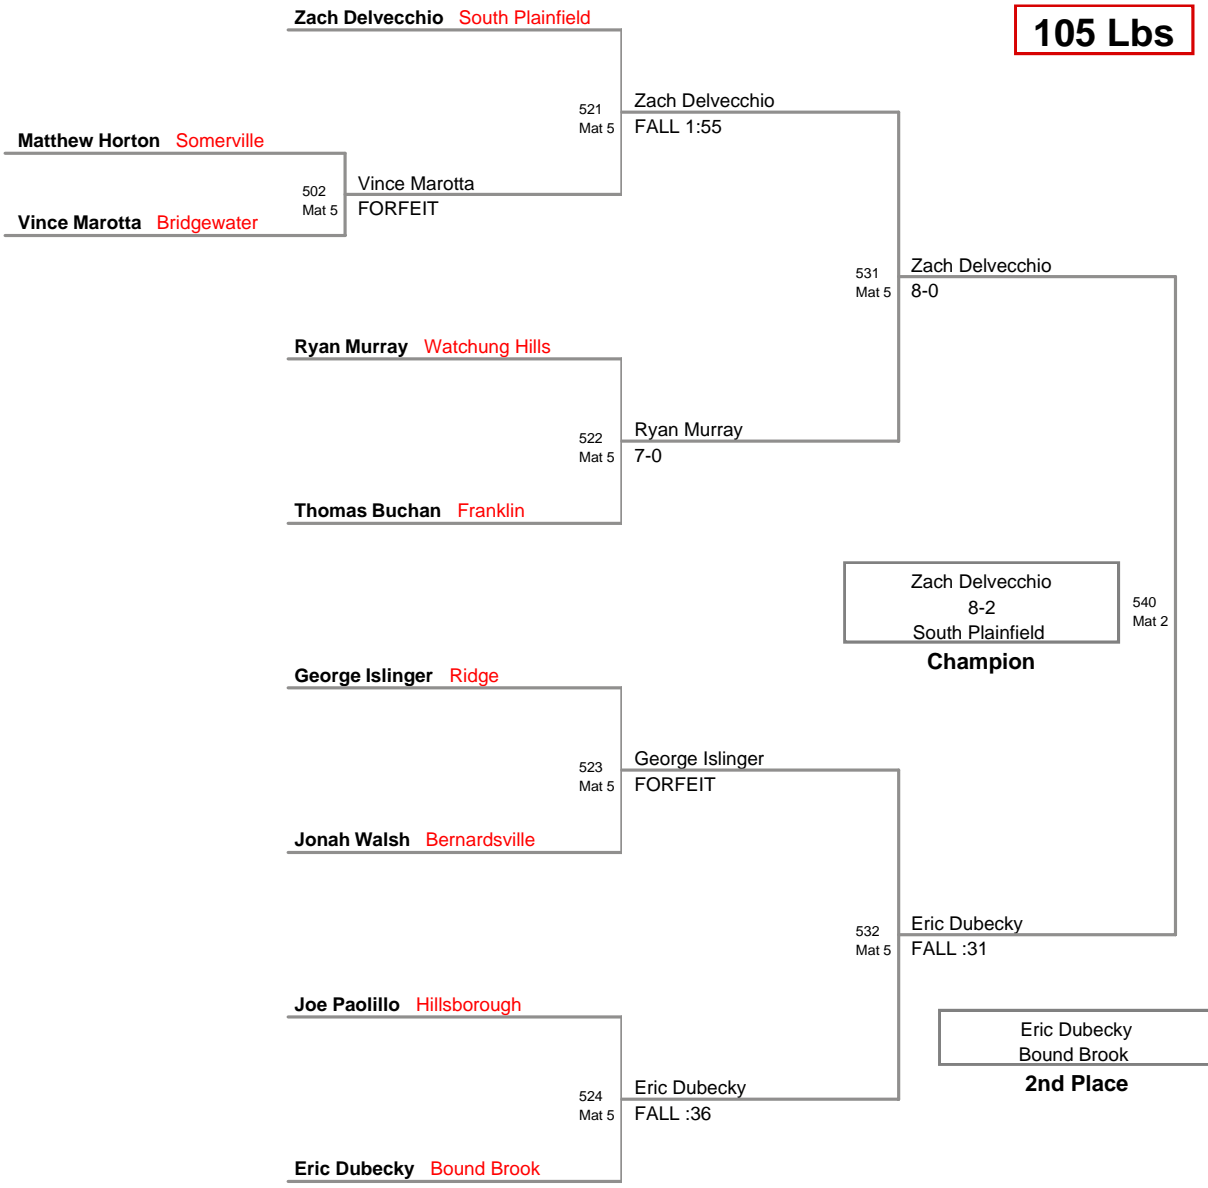 Zach Delvecchio South Plainfield
105 Lbs
521
Mat 5
Zach Delvecchio
FALL 1:55
Matthew Horton Somerville
502
Mat 5
Vince Marotta
FORFEIT
Vince Marotta Bridgewater
531
Mat 5
Zach Delvecchio
8-0
Ryan Murray Watchung Hills
522
Mat 5
Ryan Murray
7-0
Thomas Buchan Franklin
Zach Delvecchio
8-2
South Plainfield
Champion
540
Mat 2
George Islinger Ridge
523
Mat 5
George Islinger
FORFEIT
Jonah Walsh Bernardsville
532
Mat 5
Eric Dubecky
FALL :31
Joe Paolillo Hillsborough
Eric Dubecky
Bound Brook
2nd Place
524
Mat 5
Eric Dubecky
FALL :36
Eric Dubecky Bound Brook